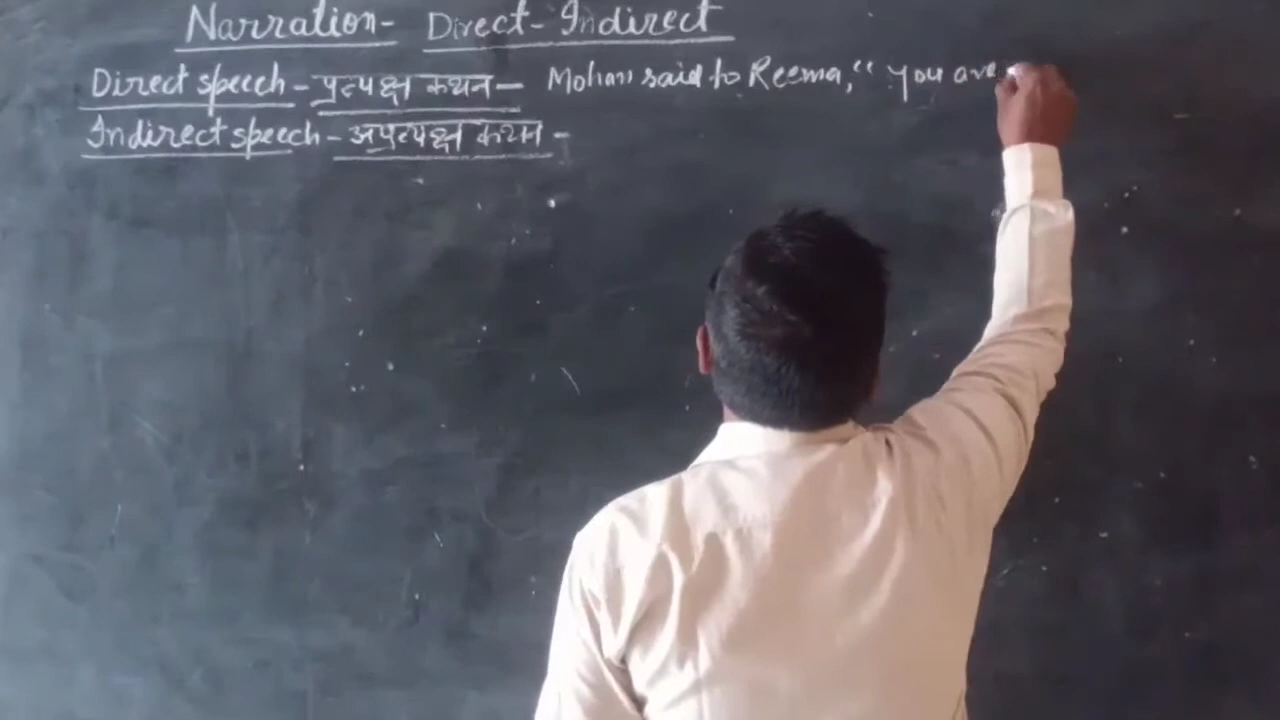 Narration- Direct-Indirect
Direct speech - प्रत्यक्ष कथन - Mohan said to Reema, "You are
Indirect speech - अप्रत्यक्ष कथन -